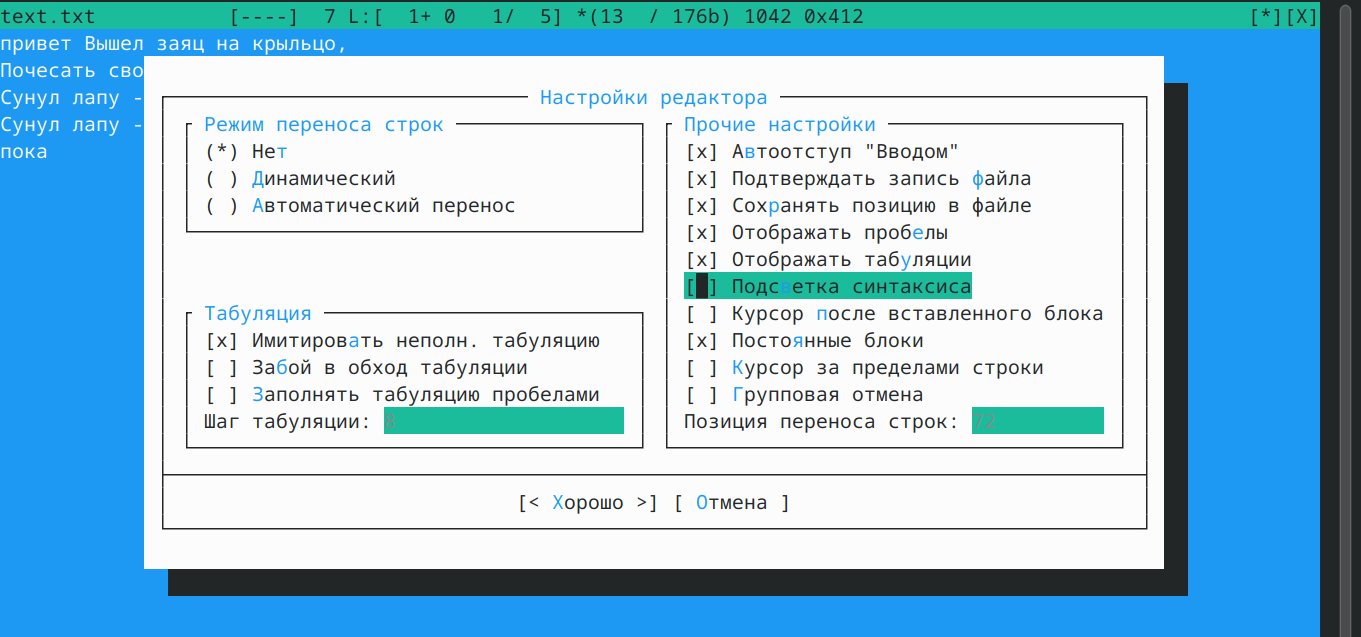 text.txt [----] 7 L:[ 1+ 0 1/ 5] *(13 / 176b) 1042 0x412 [*][X]
привет Вышел заяц на крыльцо,
Почесать сво
Сунул лапу -
Сунул лапу -
пока
Настройки редактора
Режим переноса строк
(*) Нет
( ) Динамический
( ) Автоматический перенос
Табуляция
[x] Имитировать неполн. табуляцию
[ ] Забой в обход табуляции
[ ] Заполнять табуляцию пробелами
Шаг табуляции: 8
Прочие настройки
[x] Автоотступ "Вводом"
[x] Подтверждать запись файла
[x] Сохранять позицию в файле
[x] Отображать пробелы
[x] Отображать табуляции
[ ] Подсветка синтаксиса
[ ] Курсор после вставленного блока
[x] Постоянные блоки
[ ] Курсор за пределами строки
[ ] Групповая отмена
Позиция переноса строк: 72
[< Хорошо >] [ Отмена ]